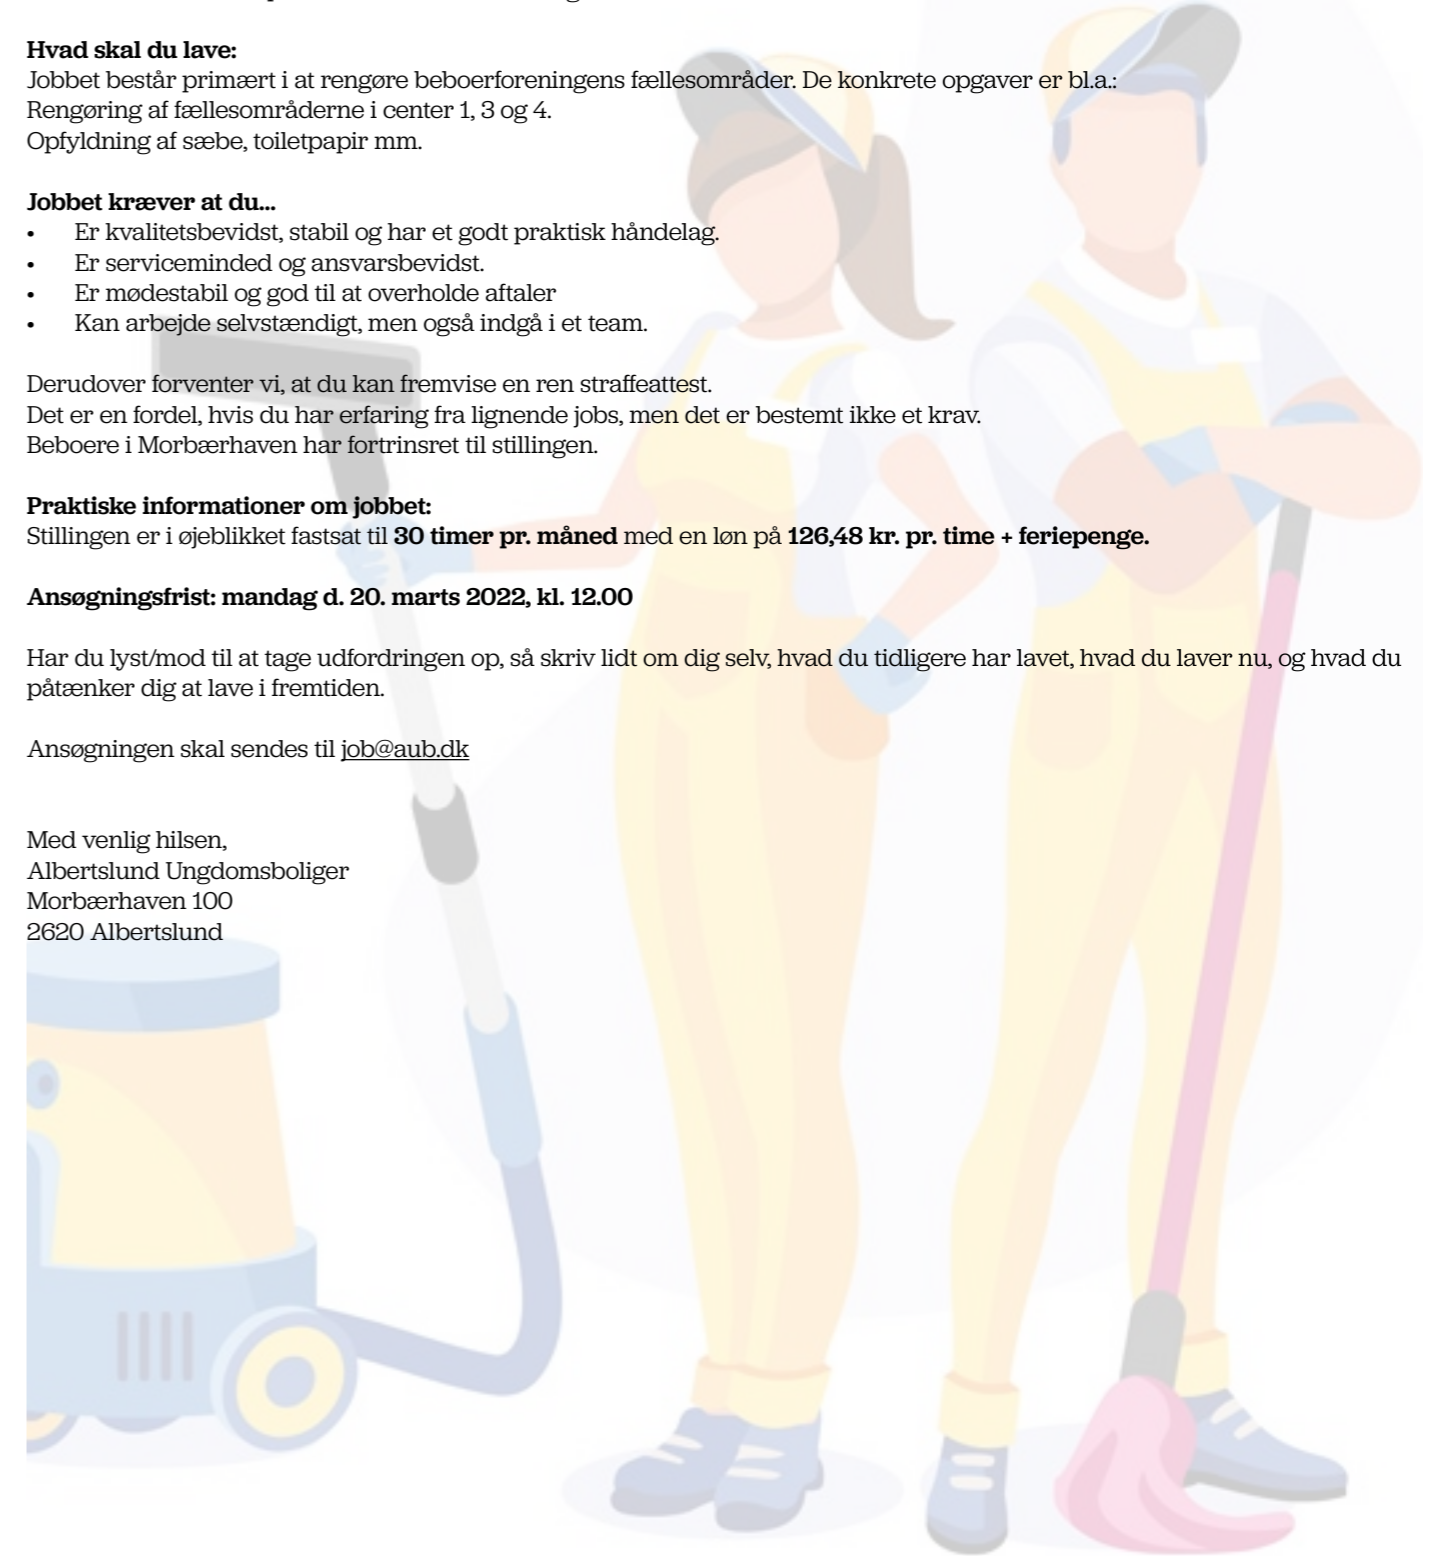 Hvad skal du lave:
Jobbet består primært i at rengøre beboerforeningens fællesområder. De konkrete opgaver er bl.a.:
Rengøring af fællesområderne i center 1, 3 og 4.
Opfyldning af sæbe, toiletpapir mm.
Jobbet kræver at du...
• Er kvalitetsbevidst, stabil og har et godt praktisk håndelag.
• Er serviceminded og ansvarsbevidst.
• Er mødestabil og god til at overholde aftaler
• Kan arbejde selvstændigt, men også indgå i et team.
Derudover forventer vi, at du kan fremvise en ren straffeattest.
Det er en fordel, hvis du har erfaring fra lignende jobs, men det er bestemt ikke et krav.
Beboere i Morbærhaven har fortrinsret til stillingen.
Praktiske informationer om jobbet:
Stillingen er i øjeblikket fastsat til 30 timer pr. måned med en løn på 126,48 kr. pr. time + feriepenge.
Ansøgningsfrist: mandag d. 20. marts 2022, kl. 12.00
Har du lyst/mod til at tage udfordringen op, så skriv lidt om dig selv, hvad du tidligere har lavet, hvad du laver nu, og hvad du
påtænker dig at lave i fremtiden.
Ansøgningen skal sendes til job@aub.dk
Med venlig hilsen,
Albertslund Ungdomsboliger
Morbærhaven 100
2620 Albertslund